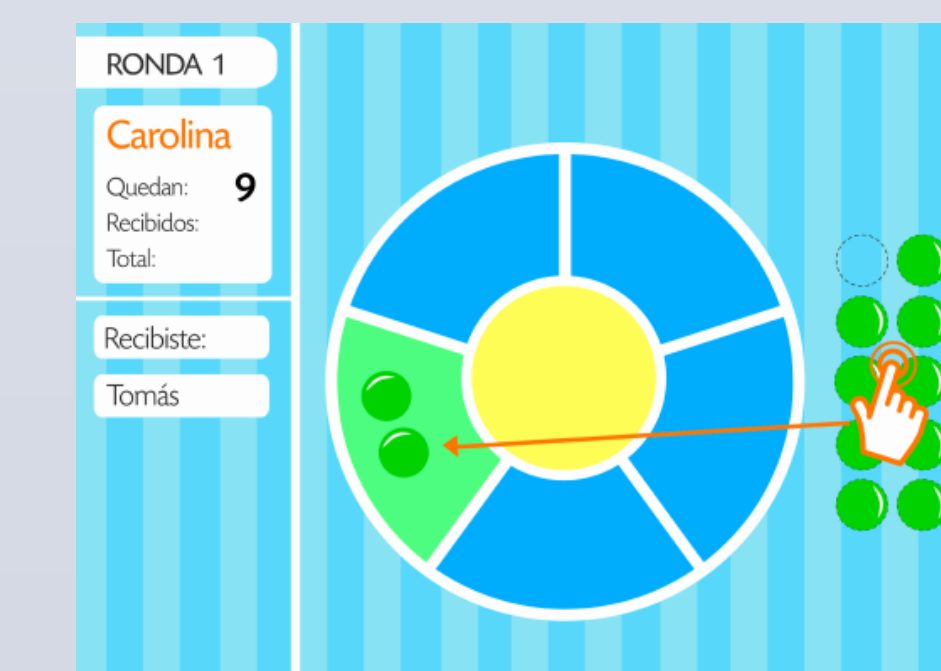 RONDA 1
Carolina
Quedan: 9
Recibidos:
Total:
Recibiste:
Tomás